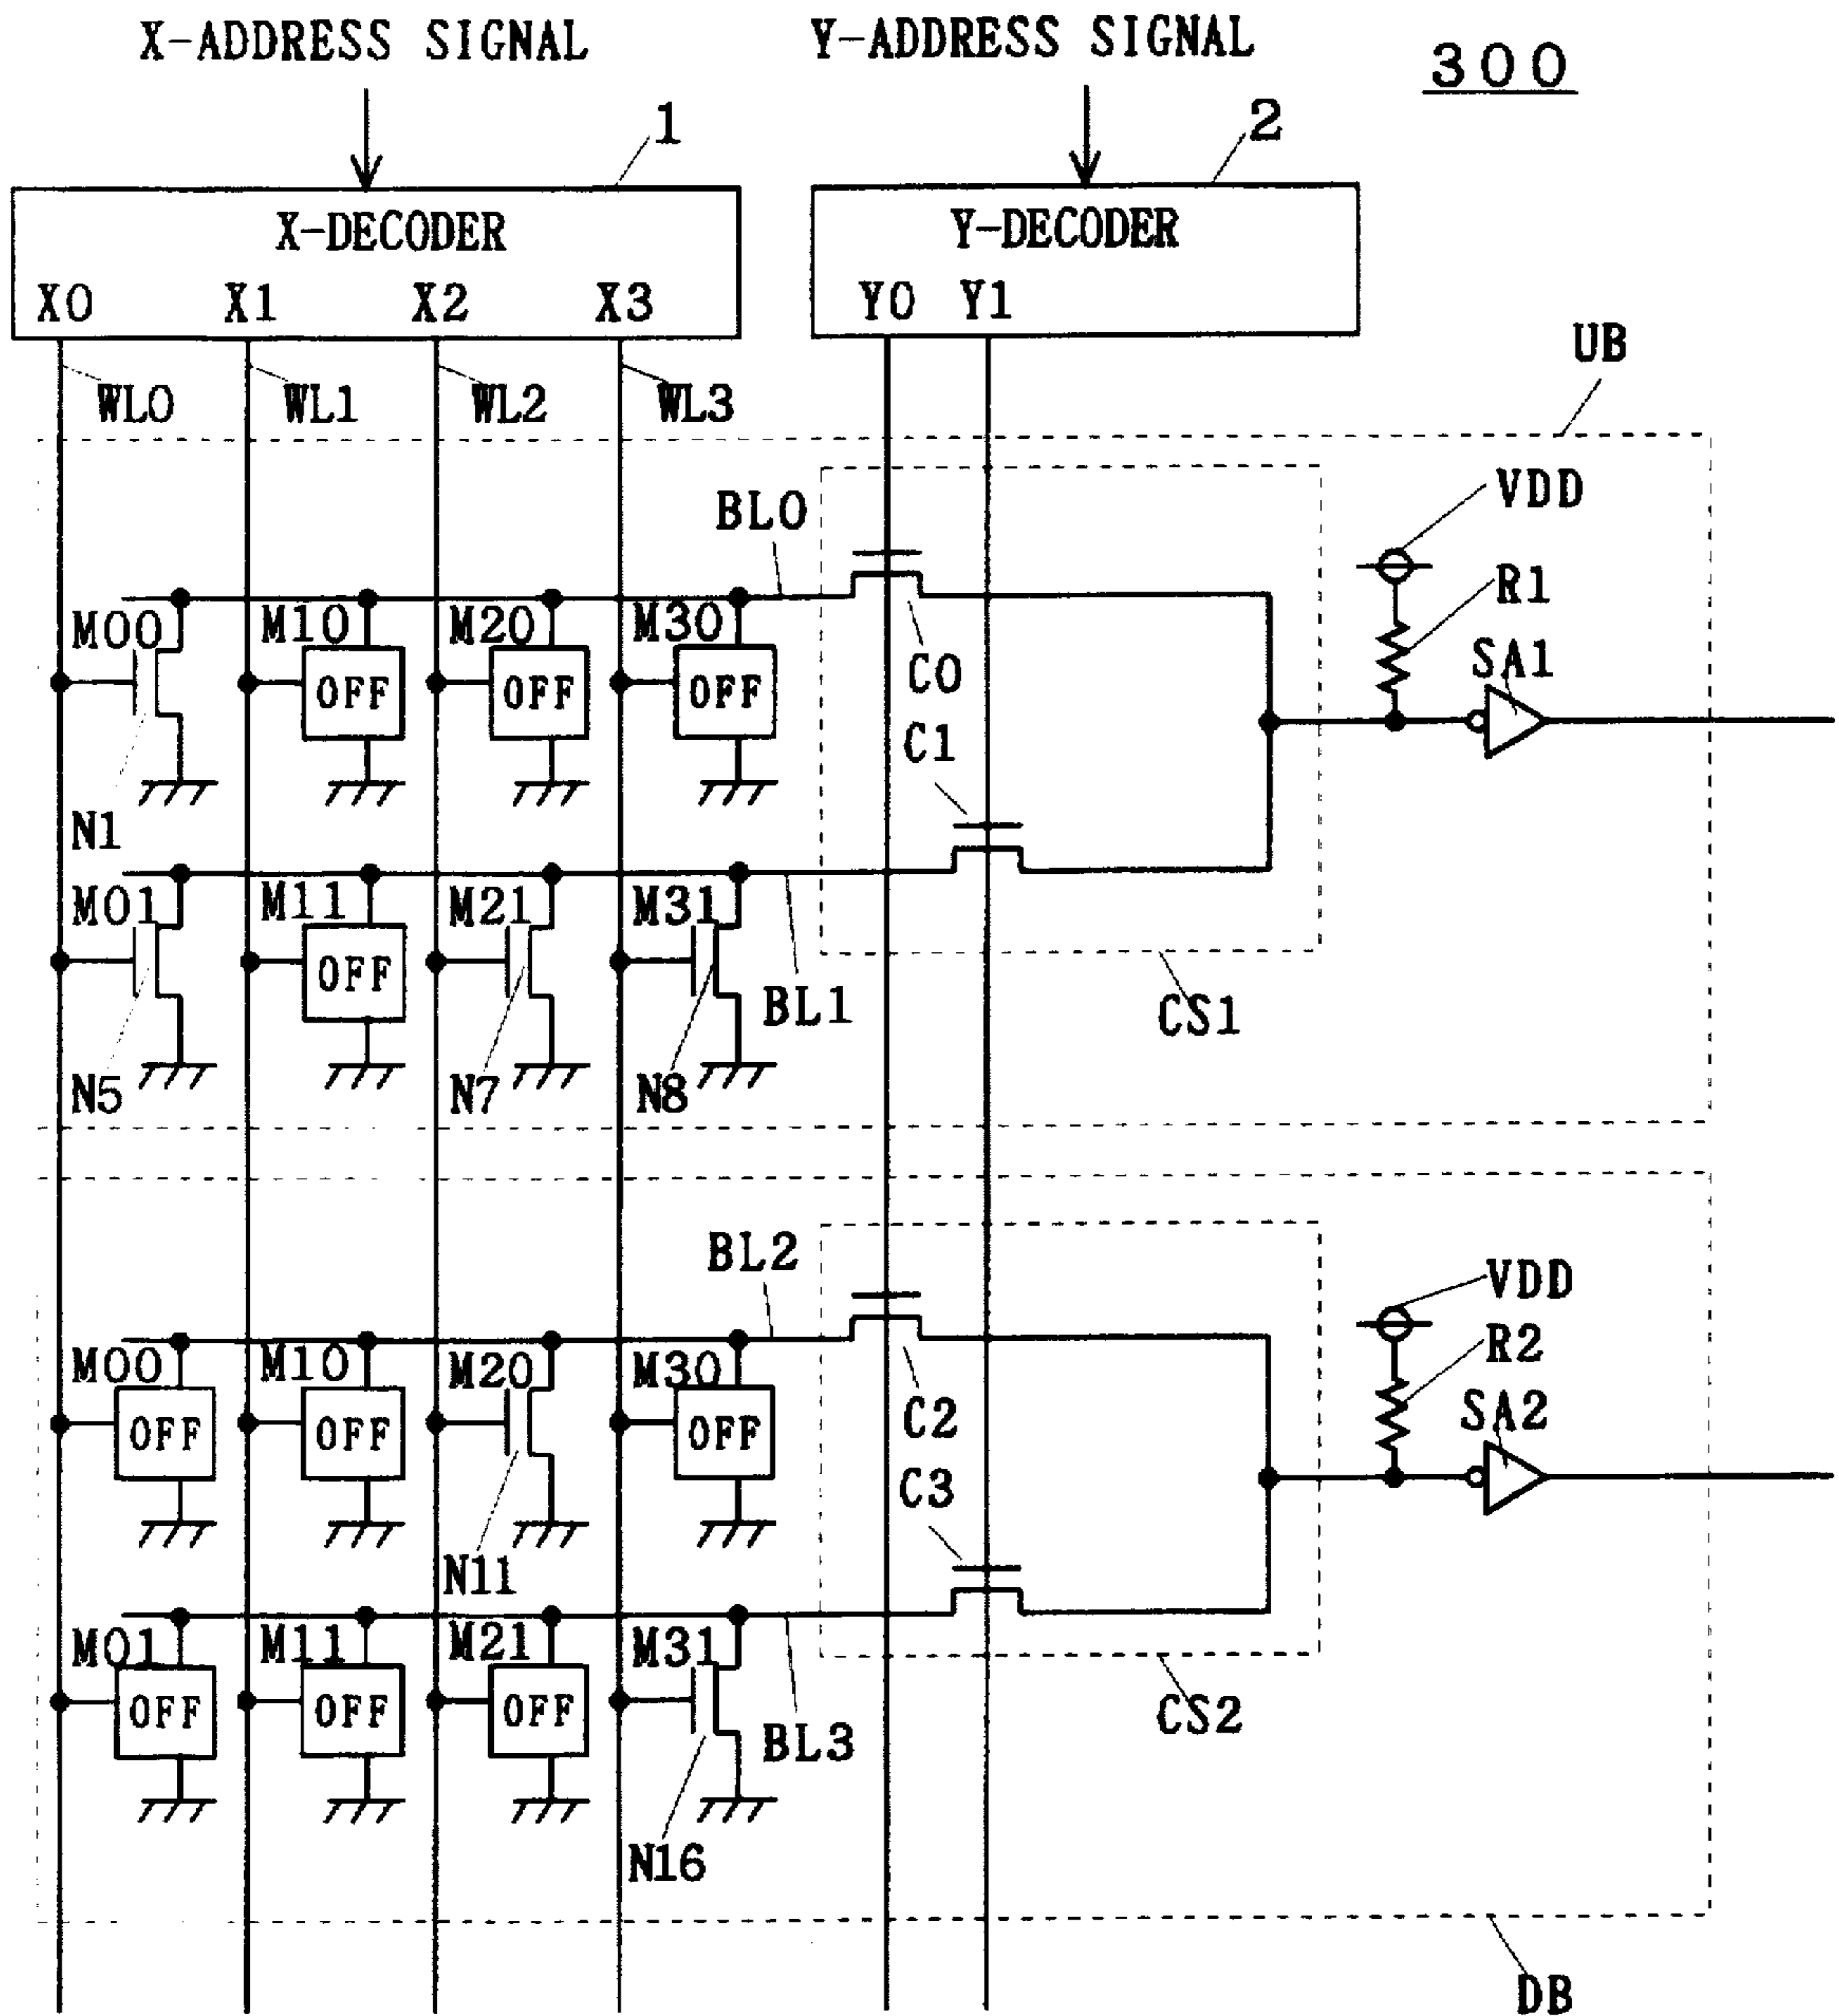 X-ADDRESS SIGNAL
Y-ADDRESS SIGNAL
300
1
2
X-DECODER
Y-DECODER
X0 X1 X2 X3
Y0 Y1
UB
WL0 WL1 WL2 WL3
VDD
BL0
R1
M00 M10 M20 M30
SA1
C0
OFF OFF OFF
C1
N1
M01 M11 M21 M31
OFF
BL1
CS1
N5 N7 N8
BL2
VDD
R2
M00 M10 M20 M30
SA2
C2
OFF OFF OFF
C3
N11
M01 M11 M21 M31
OFF OFF OFF
CS2
BL3
N16
DB